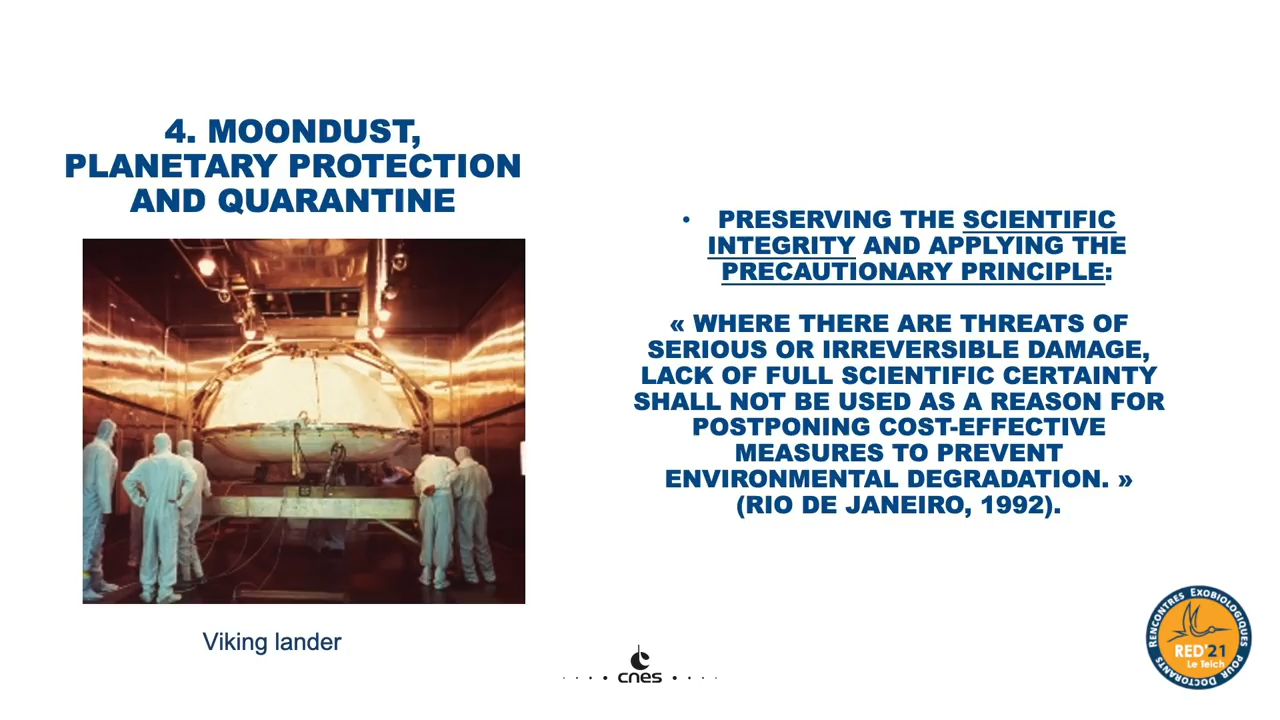 4. MOONDUST,
PLANETARY PROTECTION
AND QUARANTINE
• PRESERVING THE SCIENTIFIC
INTEGRITY AND APPLYING THE
PRECAUTIONARY PRINCIPLE:
« WHERE THERE ARE THREATS OF
SERIOUS OR IRREVERSIBLE DAMAGE,
LACK OF FULL SCIENTIFIC CERTAINTY
SHALL NOT BE USED AS A REASON FOR
POSTPONING COST-EFFECTIVE
MEASURES TO PREVENT
ENVIRONMENTAL DEGRADATION. »
(RIO DE JANEIRO, 1992).
Viking lander
cnes
RENCONTRES EXOBIOLOGIQUES
POUR DOCTORANTS
RED'21
Le Teich